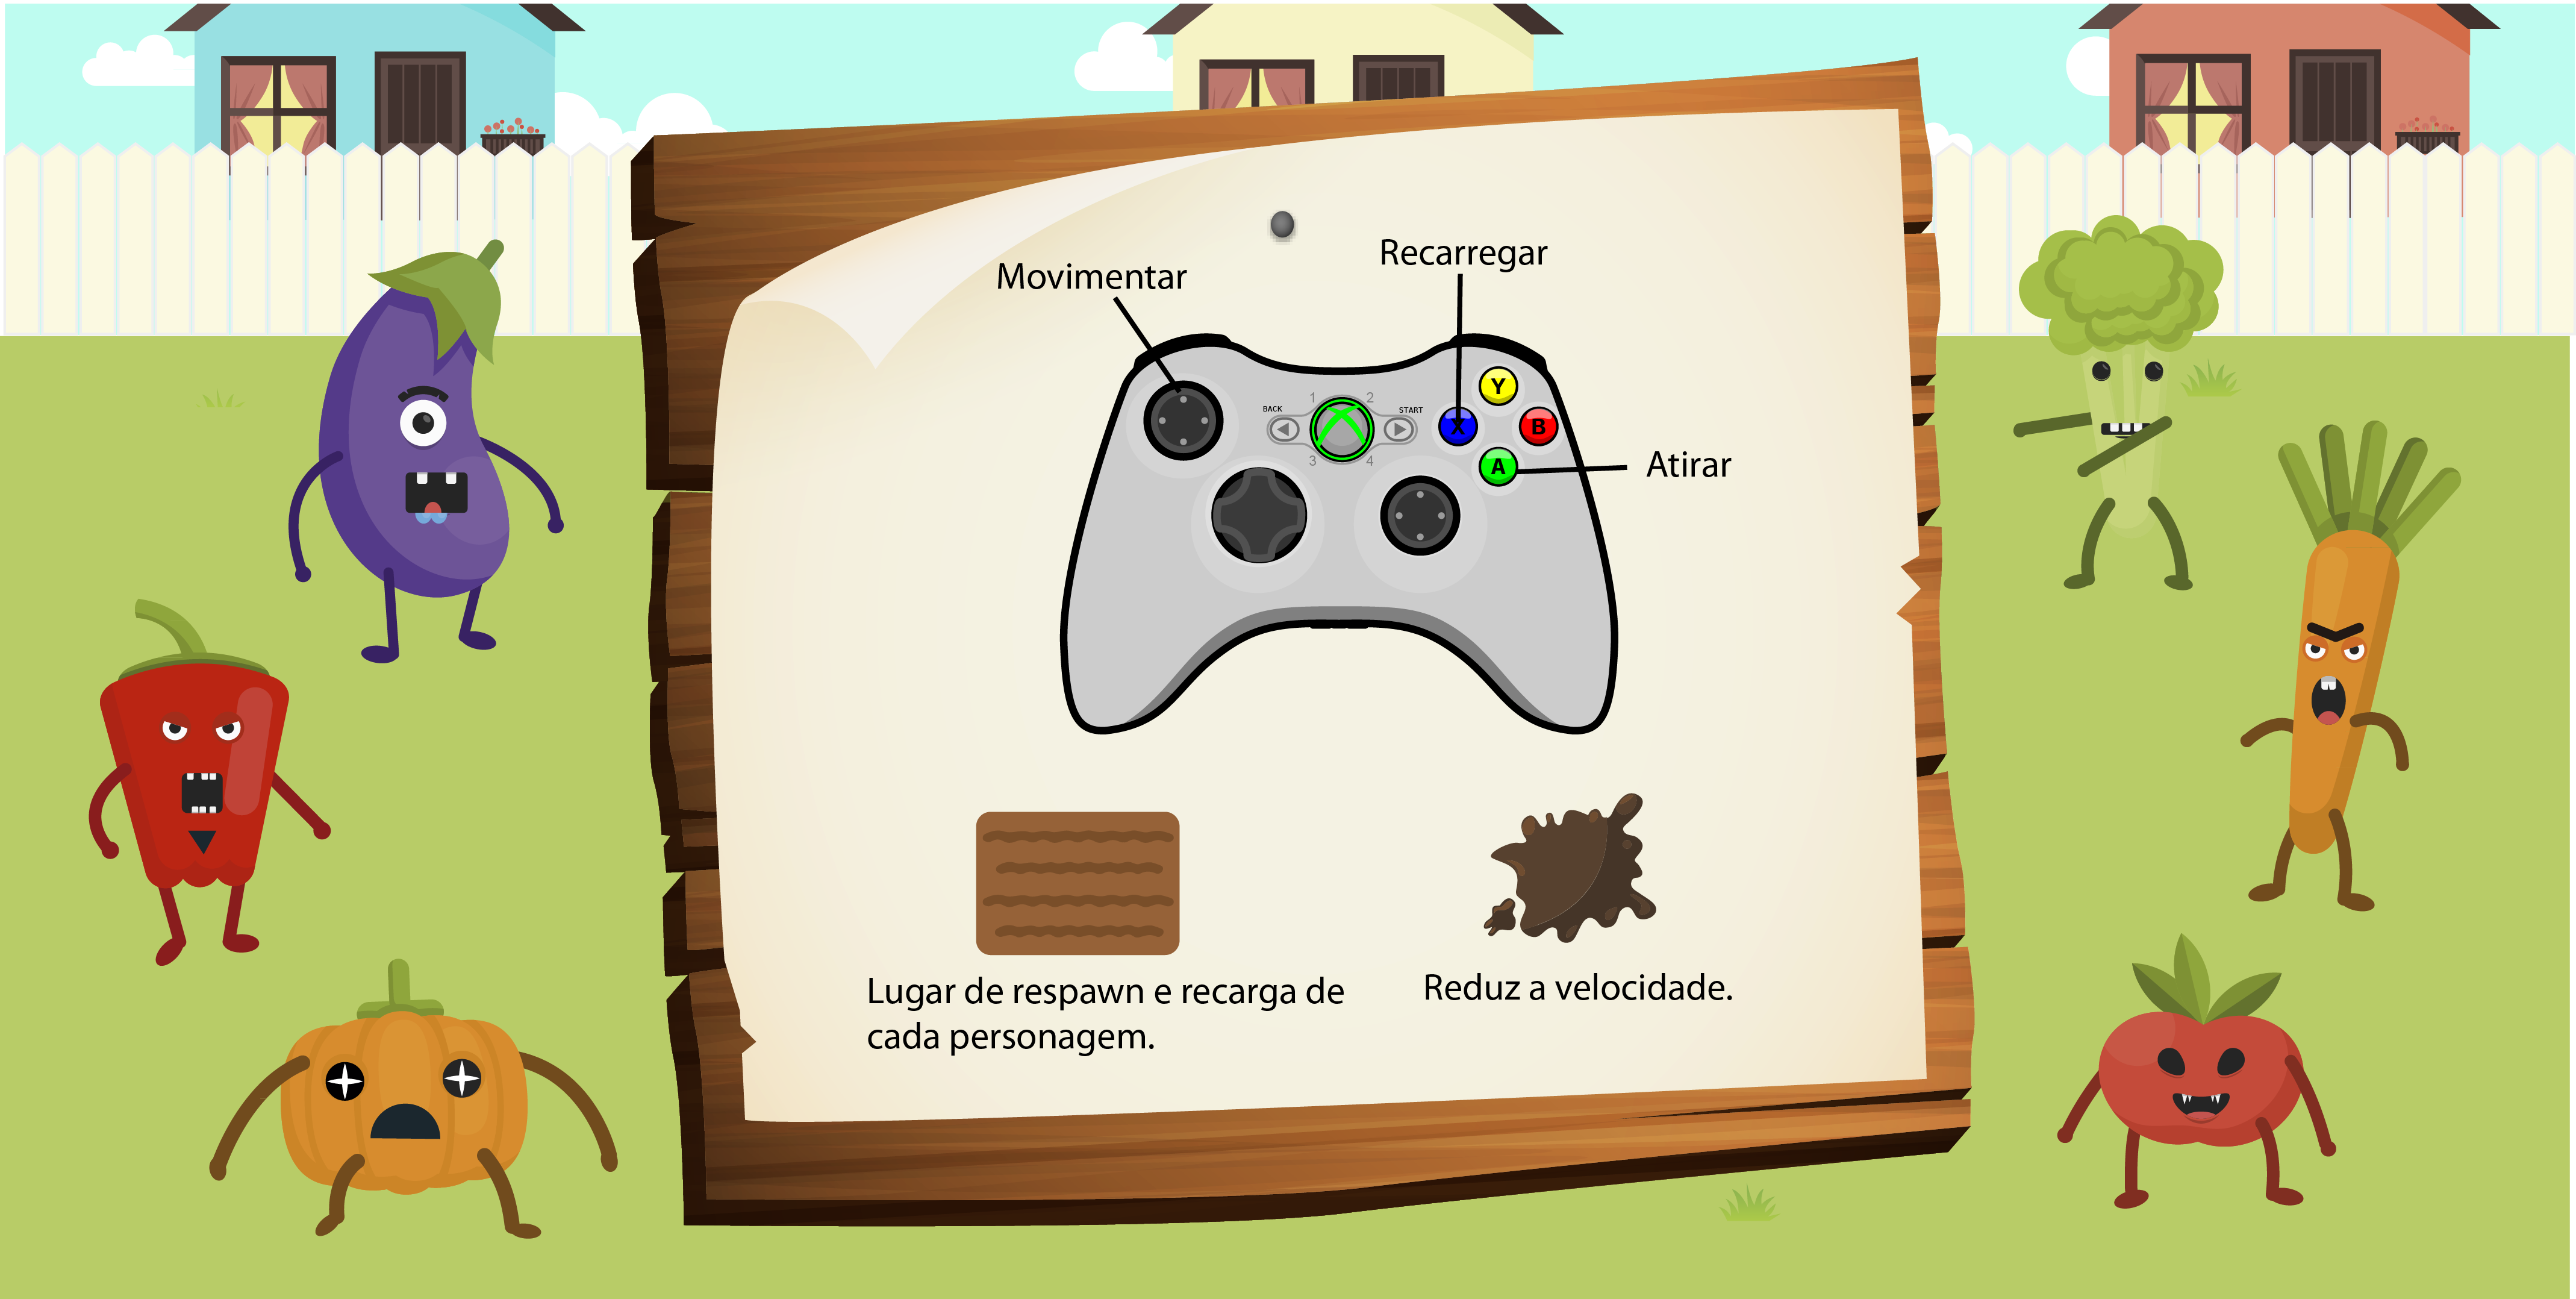 Recarregar
Movimentar
1 2
BACK START
3 4
Y
X B
A
Atirar
Lugar de respawn e recarga de
cada personagem.
Reduz a velocidade.